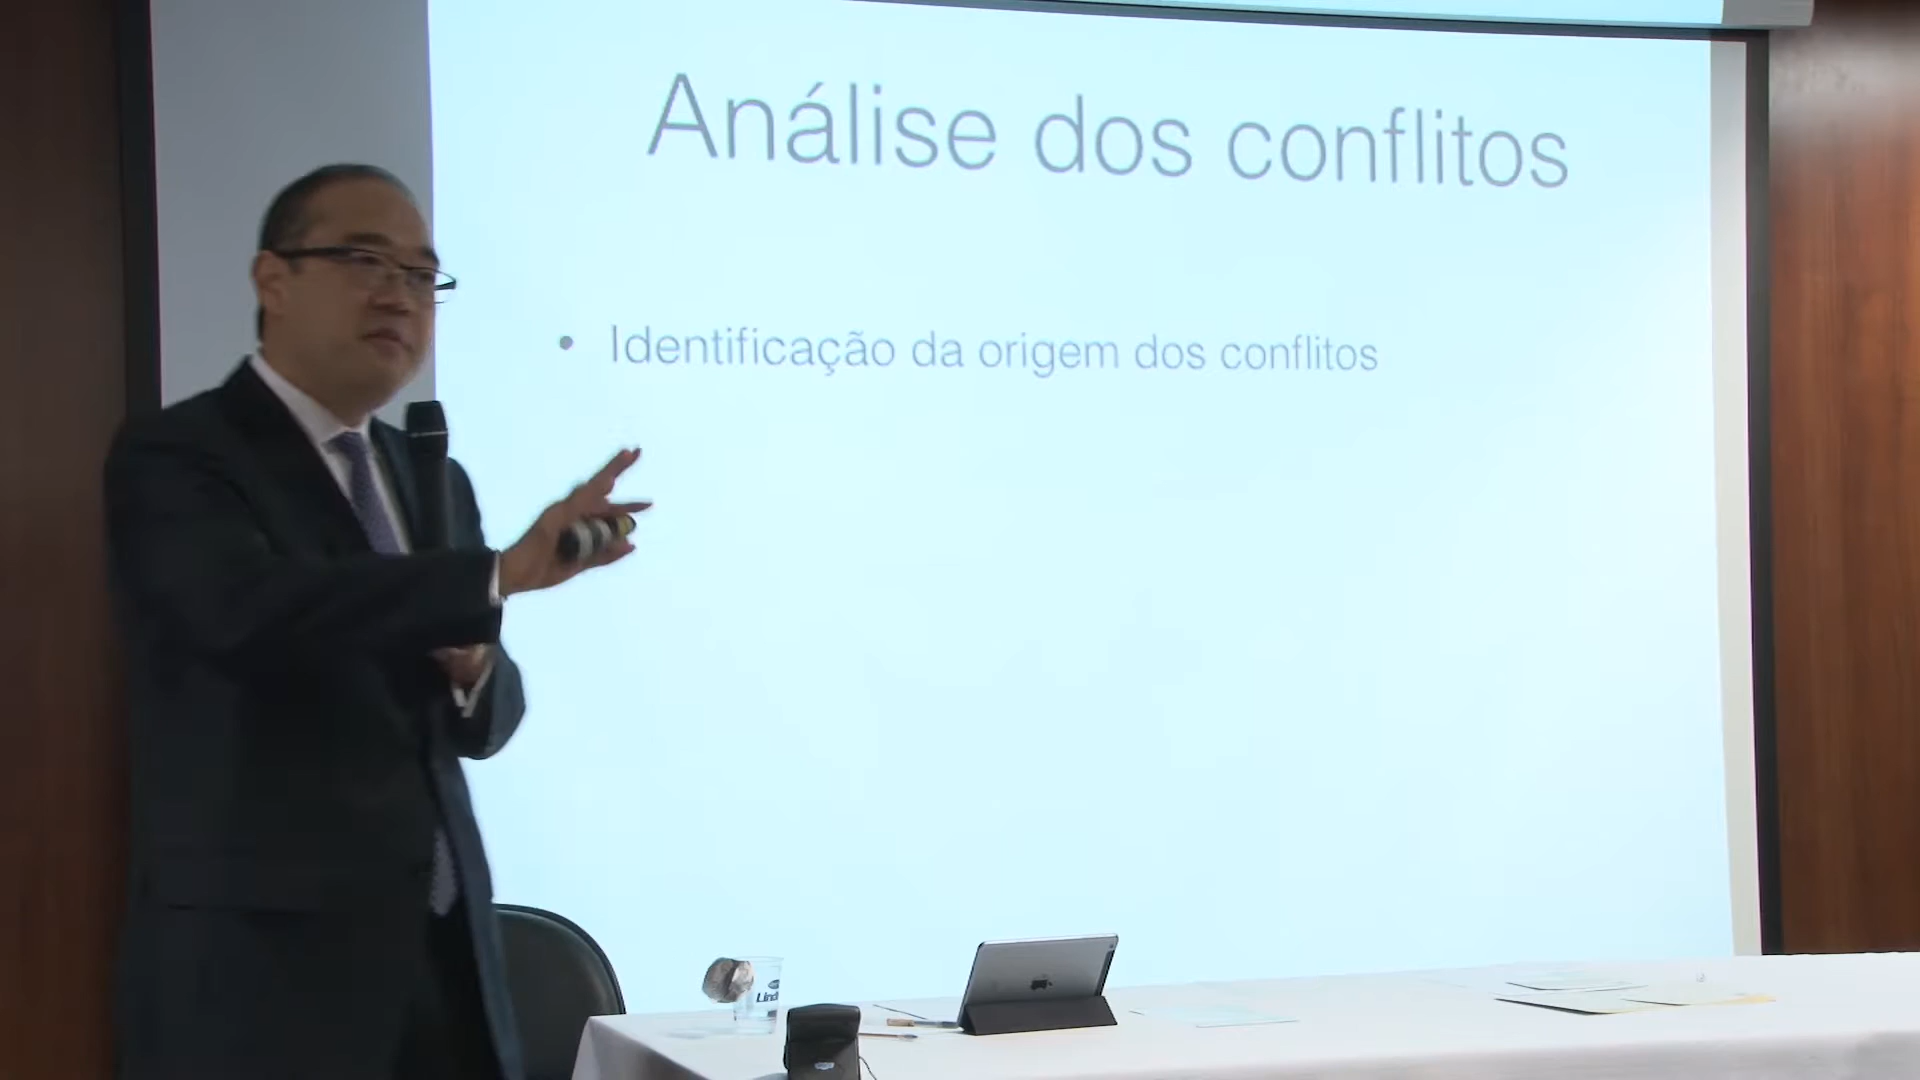 Análise dos conflitos
• Identificação da origem dos conflitos